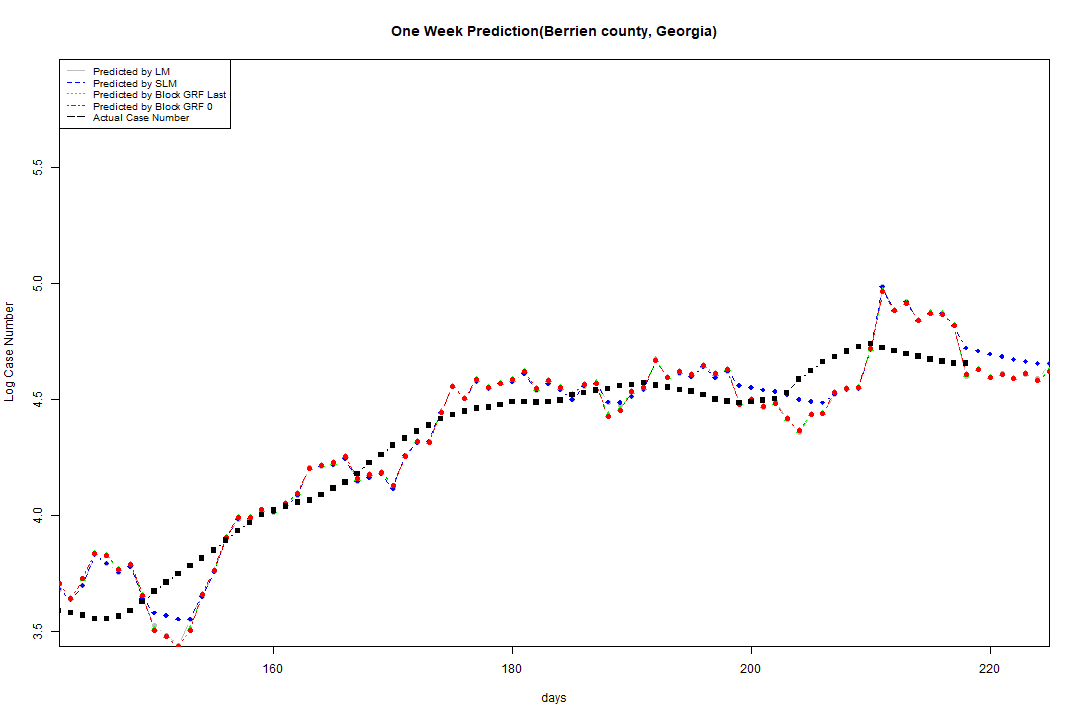 One Week Prediction(Berrien county, Georgia)
Predicted by LM
Predicted by SLM
Predicted by Block GRF Last
Predicted by Block GRF 0
Actual Case Number
5.5
5.0
4.5
4.0
3.5
Log Case Number
160 180 200 220
days